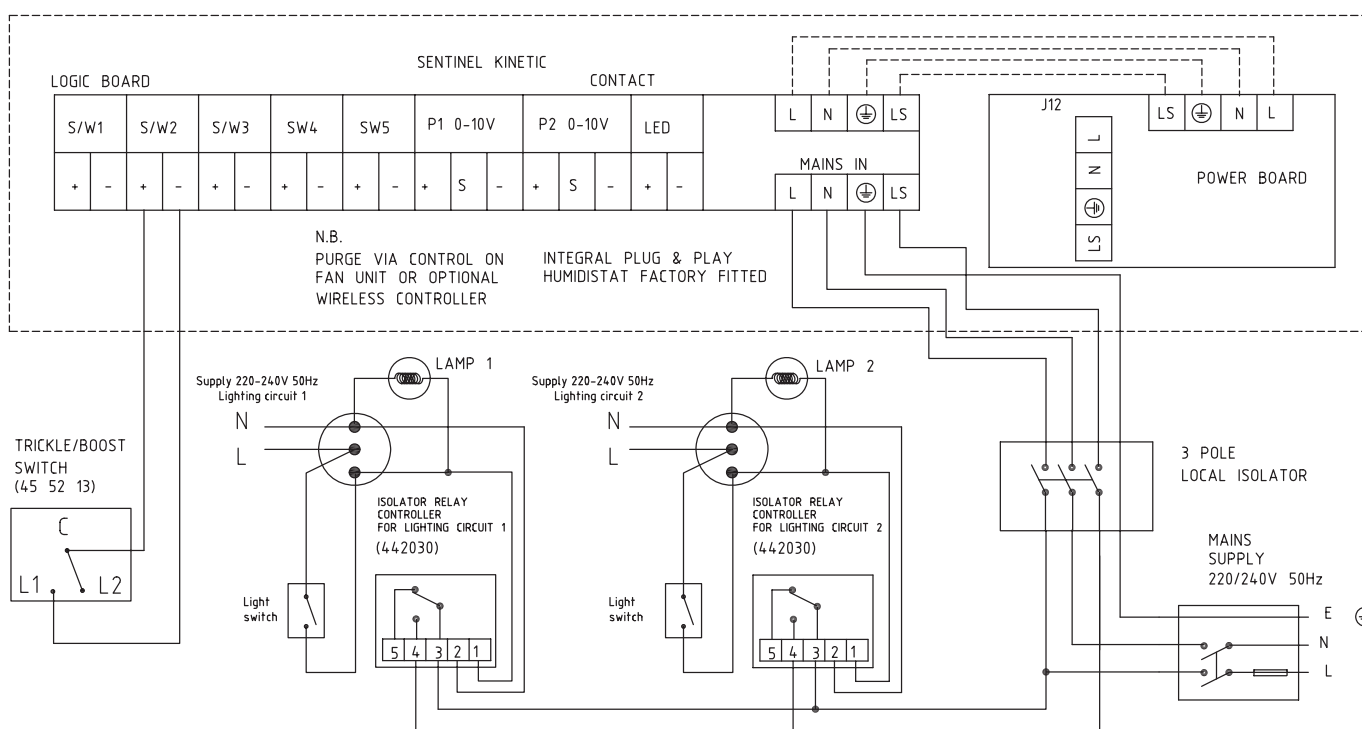 SENTINEL KINETIC
LOGIC BOARD
CONTACT
S/W1 S/W2 S/W3 SW4 SW5 P1 0-10V P2 0-10V LED
+ - + - + - + - + - + S - + S - + -
L N LS
MAINS IN
L N LS
J12
LS N L
L
N
LS
POWER BOARD
N.B.
PURGE VIA CONTROL ON
FAN UNIT OR OPTIONAL
WIRELESS CONTROLLER
INTEGRAL PLUG & PLAY
HUMIDISTAT FACTORY FITTED
LAMP 1
Supply 220-240V 50Hz
Lighting circuit 1
N
L
LAMP 2
Supply 220-240V 50Hz
Lighting circuit 2
N
L
TRICKLE/BOOST
SWITCH
(45 52 13)
C
L1 L2
ISOLATOR RELAY
CONTROLLER
FOR LIGHTING CIRCUIT 1
(442030)
Light
switch
5 4 3 2 1
ISOLATOR RELAY
CONTROLLER
FOR LIGHTING CIRCUIT 2
(442030)
Light
switch
5 4 3 2 1
3 POLE
LOCAL ISOLATOR
MAINS
SUPPLY
220/240V 50Hz
E
N
L